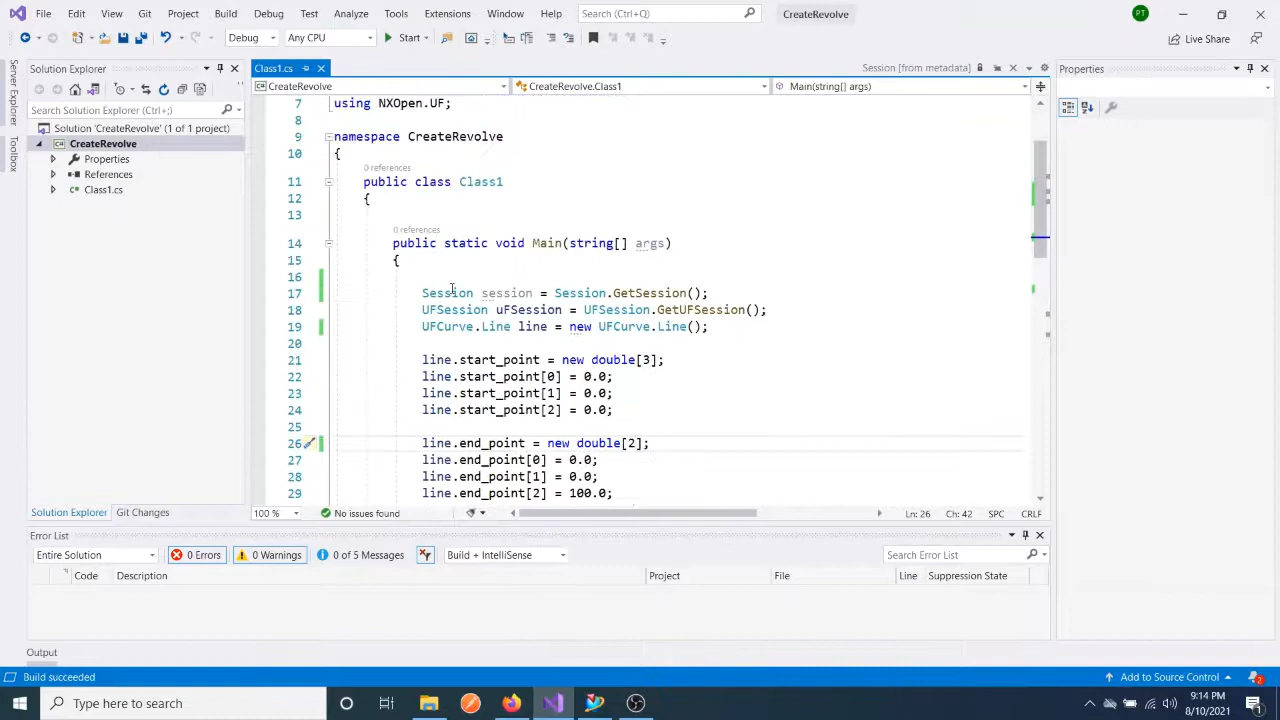 File Edit View Git Project Build Debug Test Analyze Tools Extensions Window Help Search (Ctrl+Q) CreateRevolve PT
Debug Any CPU Start Live Share
Server Explorer
Toolbox
Solution Explorer
Search Solution Explorer (Ctrl+;)
Solution 'CreateRevolve' (1 of 1 project)
CreateRevolve
Properties
References
Class1.cs
Solution Explorer Git Changes
Class1.cs Session [from metadata]
CreateRevolve CreateRevolve.Class1 Main(string[] args)
7 using NXOpen.UF;
8
9 namespace CreateRevolve
10 {
0 references
11 public class Class1
12 {
13
0 references
14 public static void Main(string[] args)
15 {
16
17 Session session = Session.GetSession();
18 UFSession uFSession = UFSession.GetUFSession();
19 UFCurve.Line line = new UFCurve.Line();
20
21 line.start_point = new double[3];
22 line.start_point[0] = 0.0;
23 line.start_point[1] = 0.0;
24 line.start_point[2] = 0.0;
25
26 line.end_point = new double[2];
27 line.end_point[0] = 0.0;
28 line.end_point[1] = 0.0;
29 line.end_point[2] = 100.0;
100 % No issues found Ln: 26 Ch: 42 SPC CRLF
Properties
Error List
Entire Solution 0 Errors 0 Warnings 0 of 5 Messages Build + IntelliSense Search Error List
Code Description Project File Line Suppression State
Output
Build succeeded Add to Source Control 2
Type here to search 9:14 PM
8/10/2021